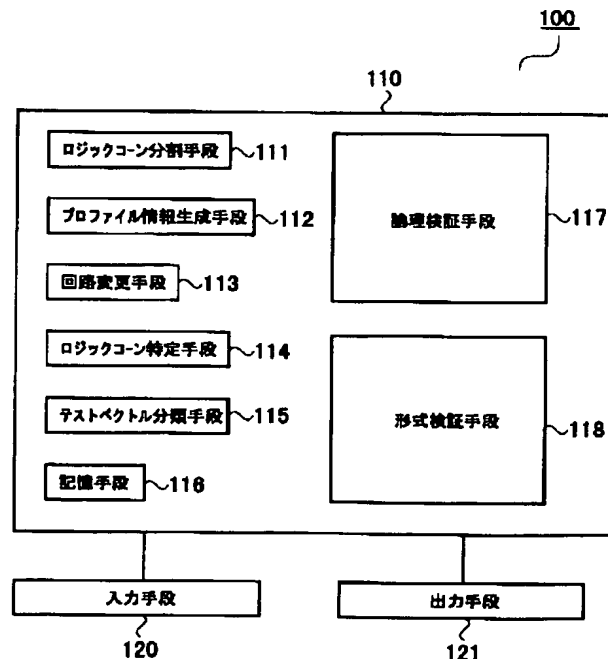 100
110
ロジックコーン分割手段 111
プロファイル情報生成手段 112
回路変更手段 113
ロジックコーン特定手段 114
テストベクトル分類手段 115
記憶手段 116
論理検証手段 117
形式検証手段 118
入力手段 120
出力手段 121